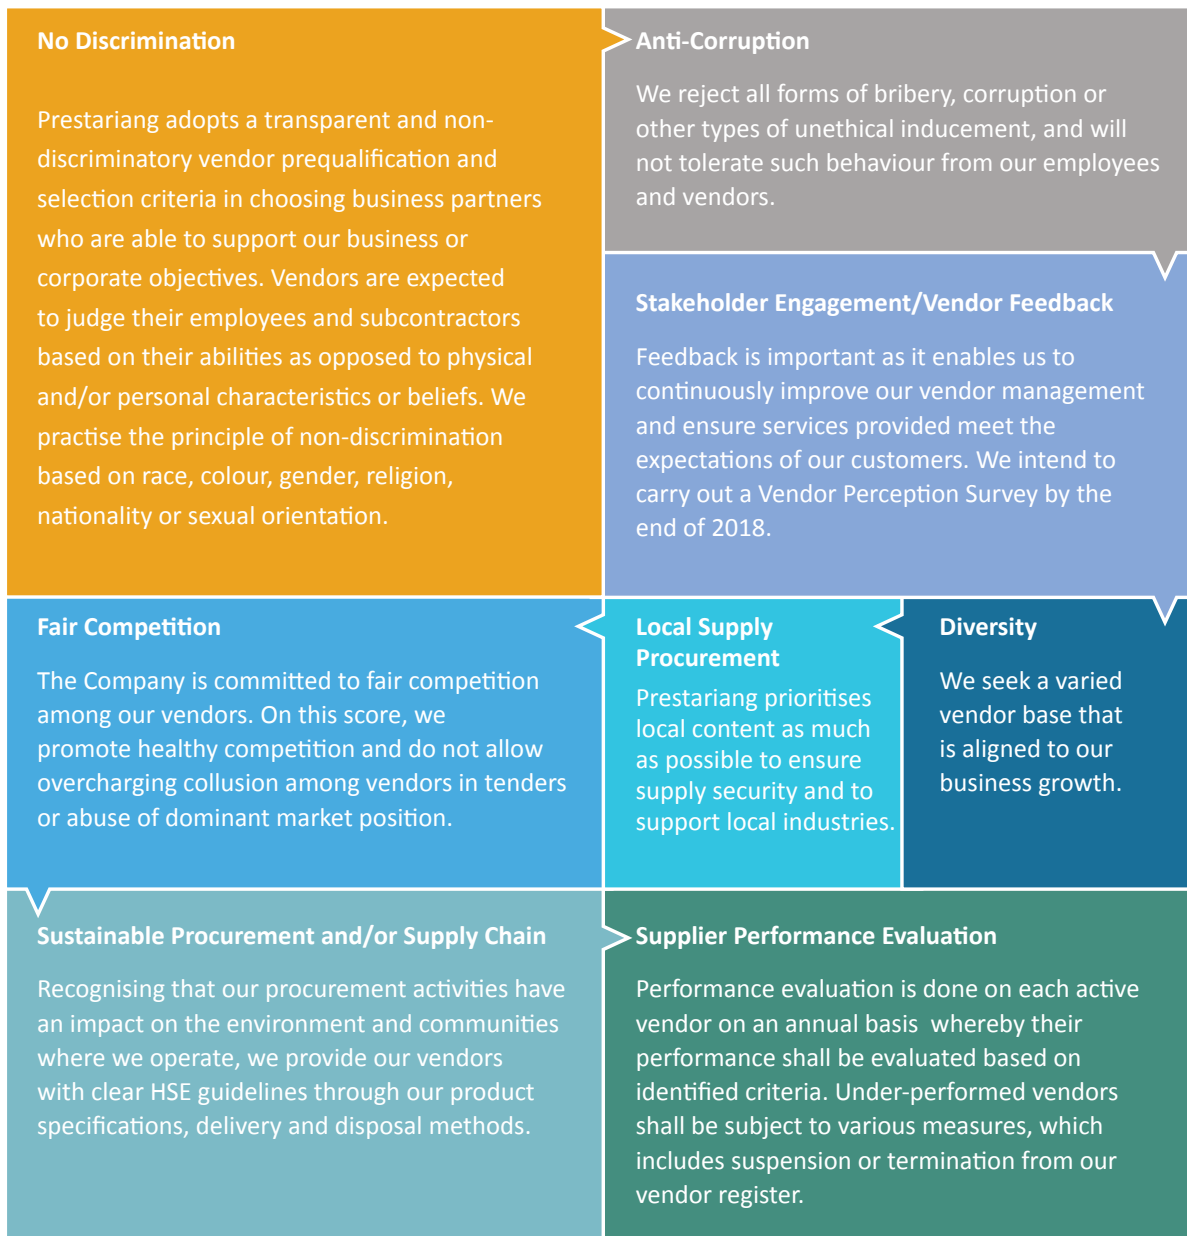 No Discrimination
Prestariang adopts a transparent and non-
discriminatory vendor prequalification and
selection criteria in choosing business partners
who are able to support our business or
corporate objectives. Vendors are expected
to judge their employees and subcontractors
based on their abilities as opposed to physical
and/or personal characteristics or beliefs. We
practise the principle of non-discrimination
based on race, colour, gender, religion,
nationality or sexual orientation.
Anti-Corruption
We reject all forms of bribery, corruption or
other types of unethical inducement, and will
not tolerate such behaviour from our employees
and vendors.
Stakeholder Engagement/Vendor Feedback
Feedback is important as it enables us to
continuously improve our vendor management
and ensure services provided meet the
expectations of our customers. We intend to
carry out a Vendor Perception Survey by the
end of 2018.
Diversity
We seek a varied
vendor base that
is aligned to our
business growth.
Local Supply
Procurement
Prestariang prioritises
local content as much
as possible to ensure
supply security and to
support local industries.
Fair Competition
The Company is committed to fair competition
among our vendors. On this score, we
promote healthy competition and do not allow
overcharging collusion among vendors in tenders
or abuse of dominant market position.
Sustainable Procurement and/or Supply Chain
Recognising that our procurement activities have
an impact on the environment and communities
where we operate, we provide our vendors
with clear HSE guidelines through our product
specifications, delivery and disposal methods.
Supplier Performance Evaluation
Performance evaluation is done on each active
vendor on an annual basis  whereby their
performance shall be evaluated based on
identified criteria. Under-performed vendors
shall be subject to various measures, which
includes suspension or termination from our
vendor register.